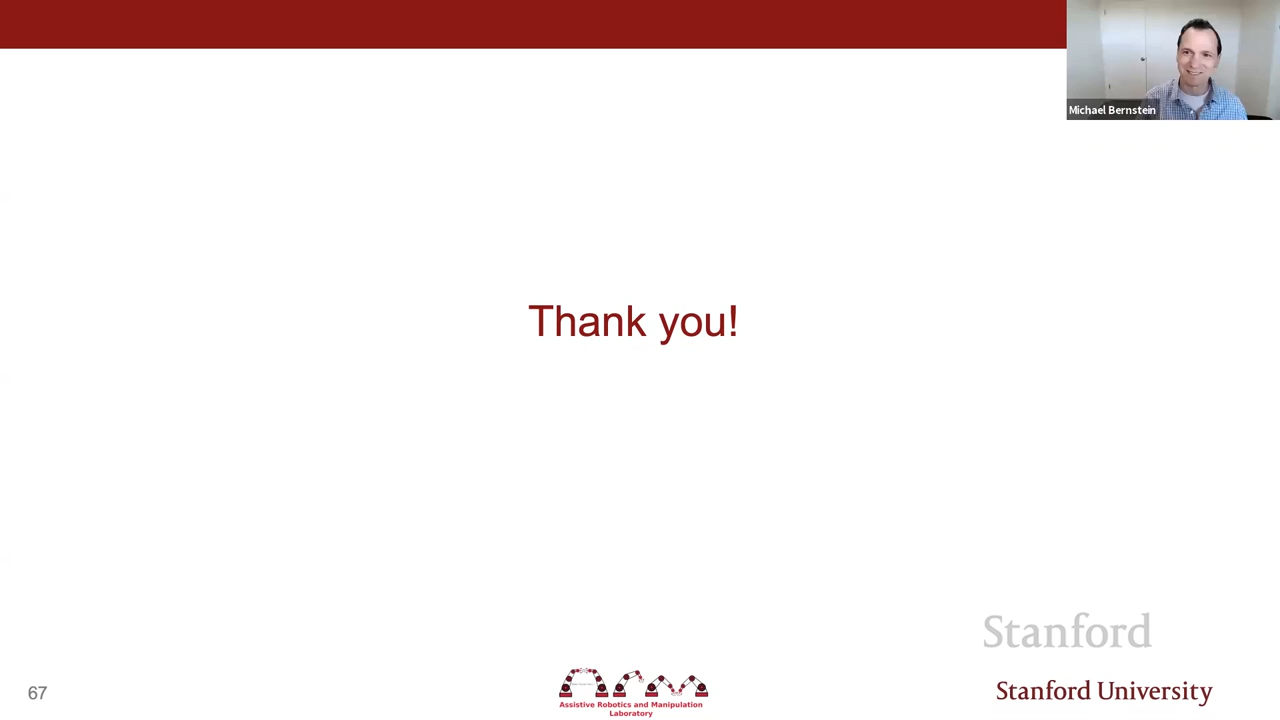 Michael Bernstein
Thank you!
Stanford
67
Assistive Robotics and Manipulation
Laboratory
Stanford University